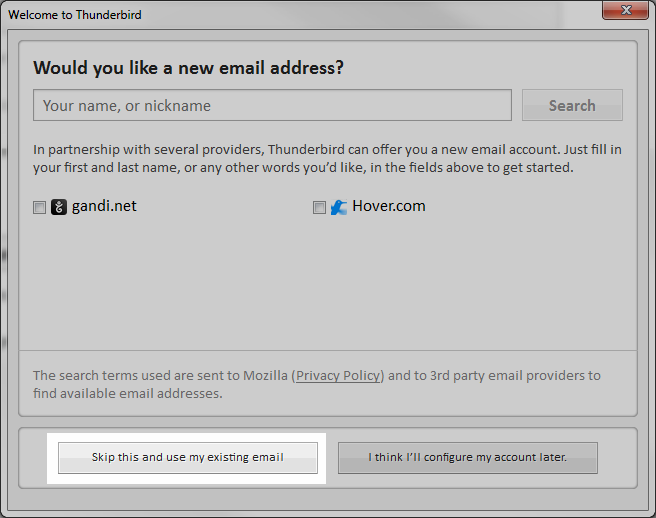 Welcome to Thunderbird
Would you like a new email address?
Your name, or nickname
Search
In partnership with several providers, Thunderbird can offer you a new email account. Just fill in
your first and last name, or any other words you’d like, in the fields above to get started.
gandi.net
Hover.com
The search terms used are sent to Mozilla (Privacy Policy) and to 3rd party email providers to
find available email addresses.
Skip this and use my existing email
I think I’ll configure my account later.